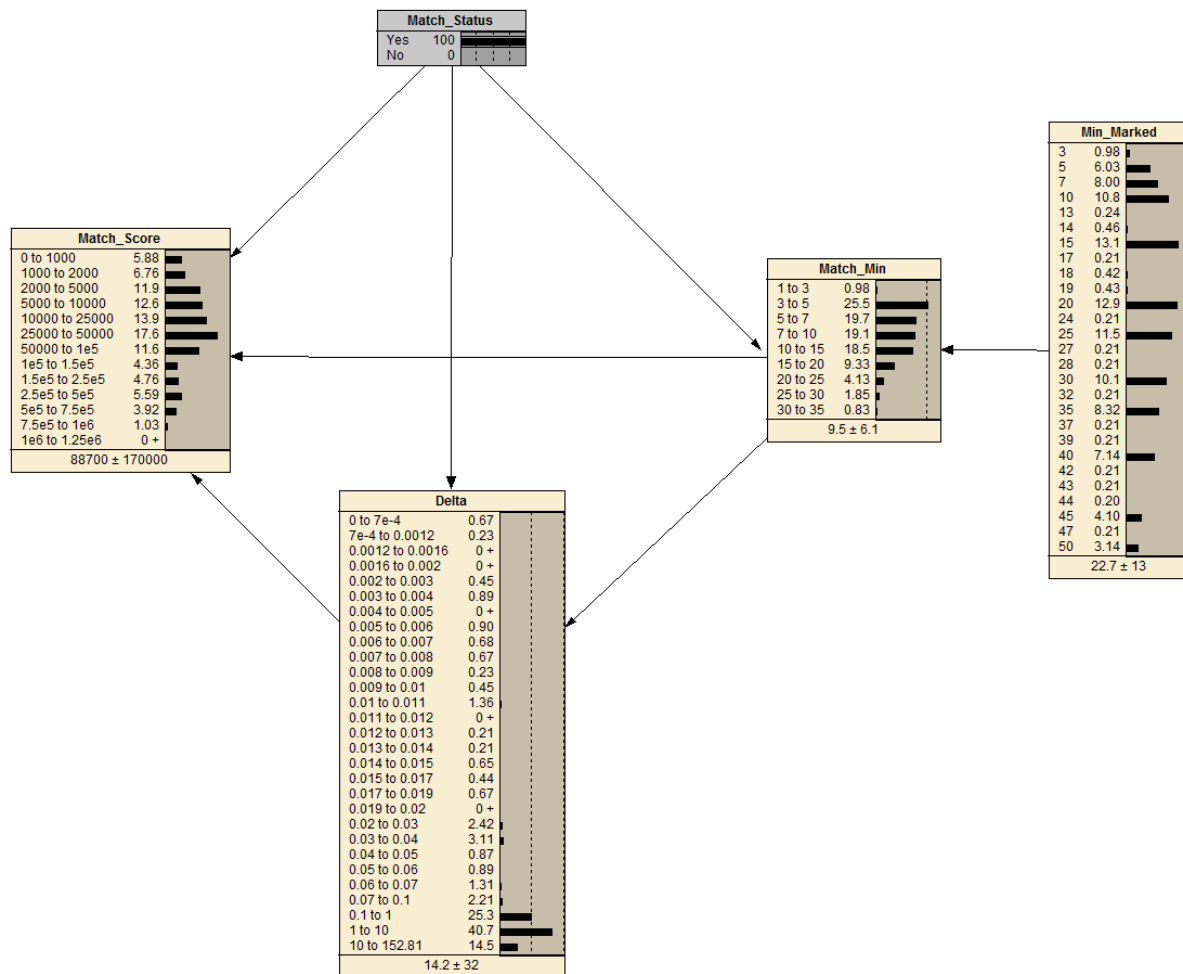 Match_Status
Yes 100
No 0
Min_Marked
3 0.98
5 6.03
7 8.00
10 10.8
13 0.24
14 0.46
15 13.1
17 0.21
18 0.42
19 0.43
20 12.9
24 0.21
25 11.5
27 0.21
28 0.21
30 10.1
32 0.21
35 8.32
37 0.21
39 0.21
40 7.14
42 0.21
43 0.21
44 0.20
45 4.10
47 0.21
50 3.14
22.7 ± 13
Match_Score
0 to 1000 5.88
1000 to 2000 6.76
2000 to 5000 11.9
5000 to 10000 12.6
10000 to 25000 13.9
25000 to 50000 17.6
50000 to 1e5 11.6
1e5 to 1.5e5 4.36
1.5e5 to 2.5e5 4.76
2.5e5 to 5e5 5.59
5e5 to 7.5e5 3.92
7.5e5 to 1e6 1.03
1e6 to 1.25e6 0 +
88700 ± 170000
Match_Min
1 to 3 0.98
3 to 5 25.5
5 to 7 19.7
7 to 10 19.1
10 to 15 18.5
15 to 20 9.33
20 to 25 4.13
25 to 30 1.85
30 to 35 0.83
9.5 ± 6.1
Delta
0 to 7e-4 0.67
7e-4 to 0.0012 0.23
0.0012 to 0.0016 0 +
0.0016 to 0.002 0 +
0.002 to 0.003 0.45
0.003 to 0.004 0.89
0.004 to 0.005 0 +
0.005 to 0.006 0.90
0.006 to 0.007 0.68
0.007 to 0.008 0.67
0.008 to 0.009 0.23
0.009 to 0.01 0.45
0.01 to 0.011 1.36
0.011 to 0.012 0 +
0.012 to 0.013 0.21
0.013 to 0.014 0.21
0.014 to 0.015 0.65
0.015 to 0.017 0.44
0.017 to 0.019 0.67
0.019 to 0.02 0 +
0.02 to 0.03 2.42
0.03 to 0.04 3.11
0.04 to 0.05 0.87
0.05 to 0.06 0.89
0.06 to 0.07 1.31
0.07 to 0.1 2.21
0.1 to 1 25.3
1 to 10 40.7
10 to 152.81 14.5
14.2 ± 32